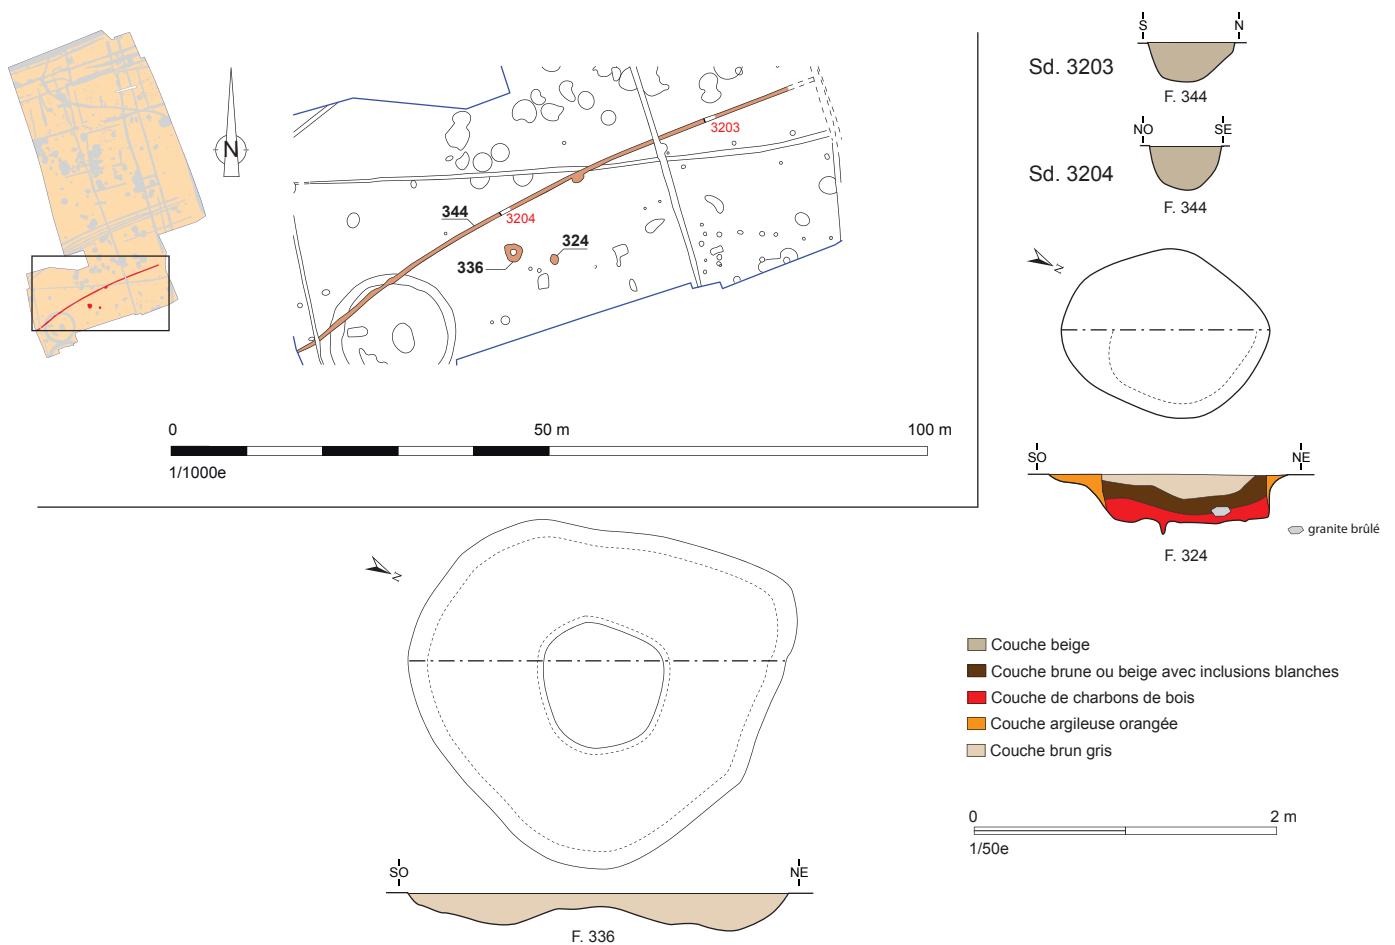 N
3203
344
3204
324
336
0 50 m 100 m
1/1000e
S N
Sd. 3203
F. 344
NO SE
Sd. 3204
F. 344
N
SO NE
granite brûlé
F. 324
N
SO NE
F. 336
Couche beige
Couche brune ou beige avec inclusions blanches
Couche de charbons de bois
Couche argileuse orangée
Couche brun gris
0 2 m
1/50e